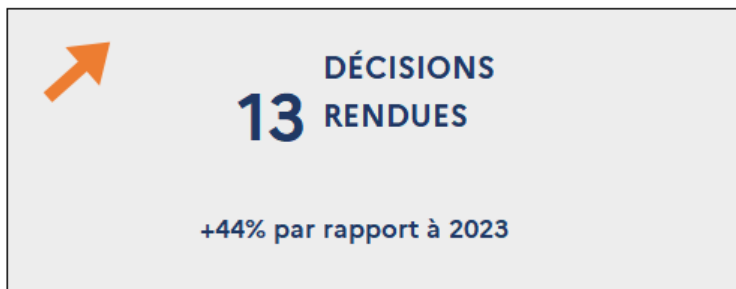 13 DÉCISIONS
RENDUES
+44% par rapport à 2023